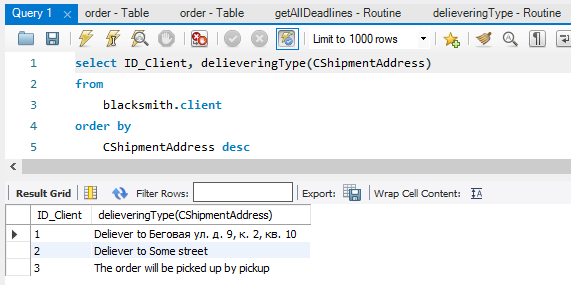 Query 1 order - Table order - Table getAllDeadlines - Routine delieveringType - Routine
Limit to 1000 rows
1 select ID_Client, delieveringType(CShipmentAddress)
2 from
3 blacksmith.client
4 order by
5 CShipmentAddress desc
Result Grid Filter Rows: Export: Wrap Cell Content:
ID_Client delieveringType(CShipmentAddress)
1 Deliever to Беговая ул. д. 9, к. 2, кв. 10
2 Deliever to Some street
3 The order will be picked up by pickup